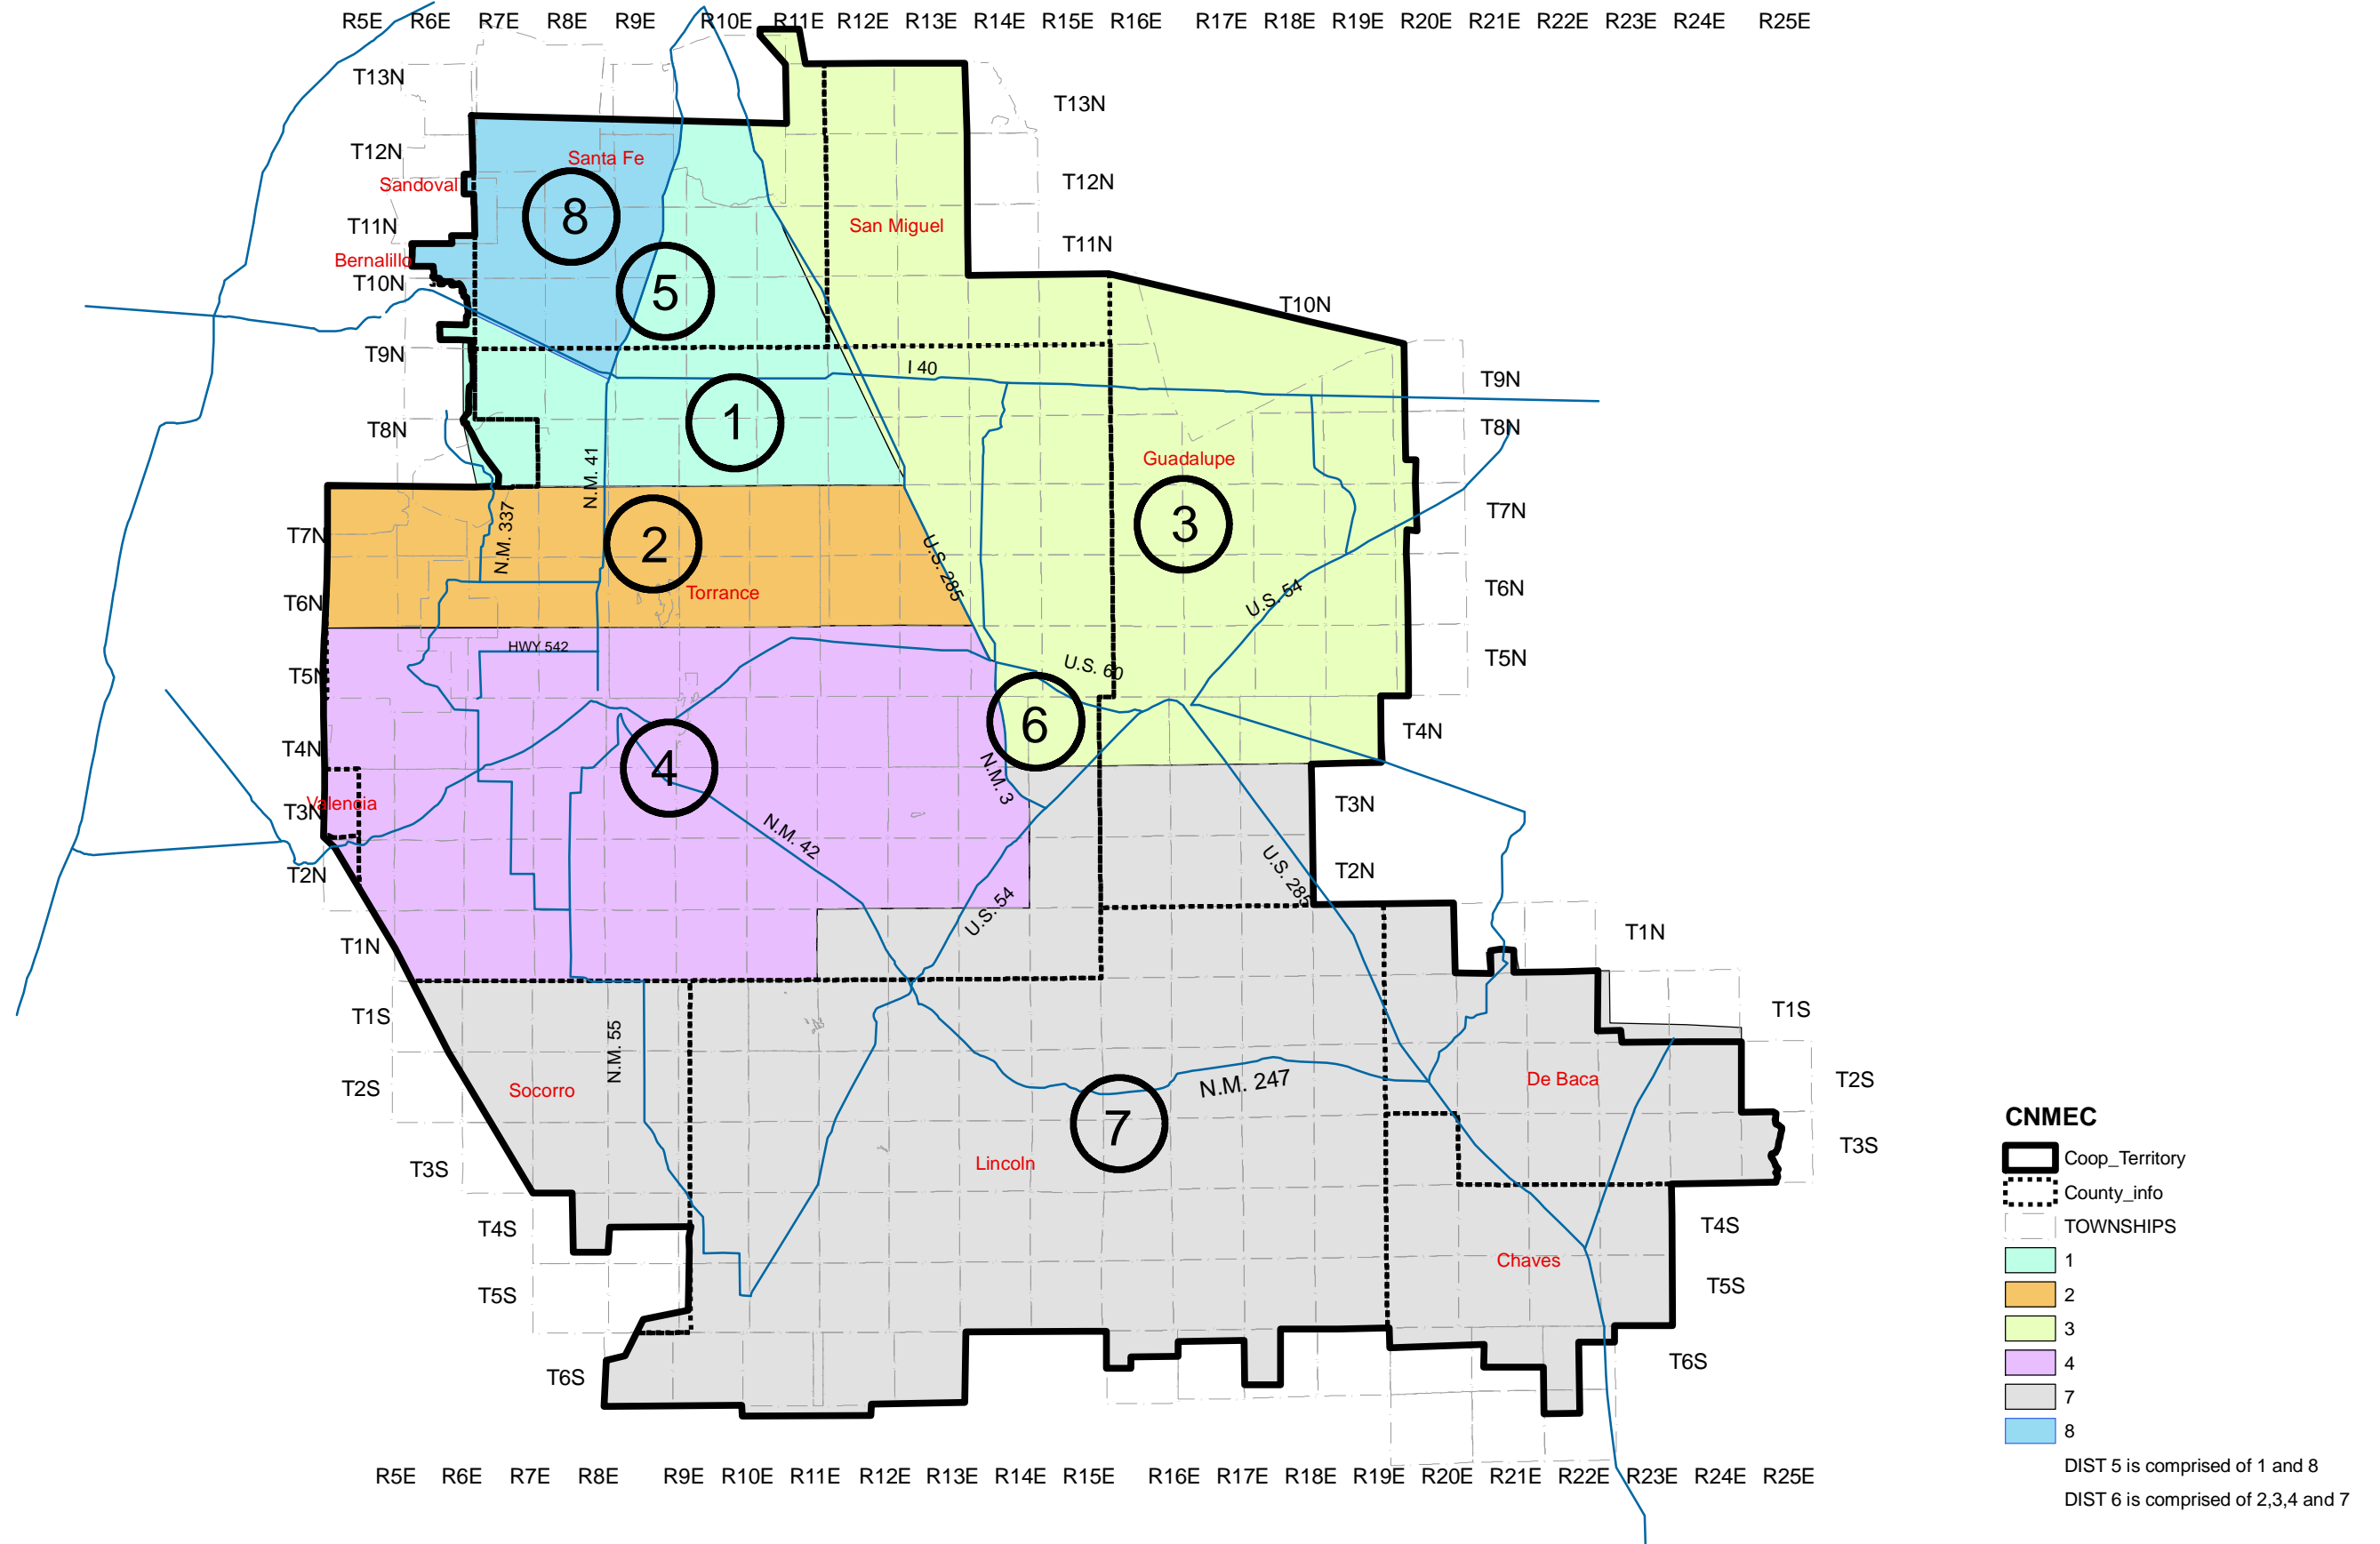 R5E R6E R7E R8E R9E R10E R11E R12E R13E R14E R15E R16E R17E R18E R19E R20E R21E R22E R23E R24E R25E
T13N
T13N
T12N
Santa Fe
Sandoval
T12N
8
T11N
San Miguel
T11N
Bernalillo
T10N
5
T10N
T9N
I 40
T9N
1
T8N
T8N
N.M. 41
Guadalupe
T7N
N.M. 337
2
U.S. 285
3
T7N
T6N
Torrance
U.S. 54
T6N
HWY 542
T5N
U.S. 60
T5N
T4N
4
6
T4N
N.M. 3
Valencia
T3N
T3N
N.M. 42
T2N
U.S. 285
T2N
U.S. 54
T1N
T1N
T1S
T1S
N.M. 55
T2S
Socorro
N.M. 247
De Baca
T2S
7
T3S
Lincoln
T3S
T4S
Chaves
T4S
T5S
T5S
T6S
T6S
R5E R6E R7E R8E R9E R10E R11E R12E R13E R14E R15E R16E R17E R18E R19E R20E R21E R22E R23E R24E R25E
CNMEC
Coop_Territory
County_info
TOWNSHIPS
1
2
3
4
7
8
DIST 5 is comprised of 1 and 8
DIST 6 is comprised of 2,3,4 and 7